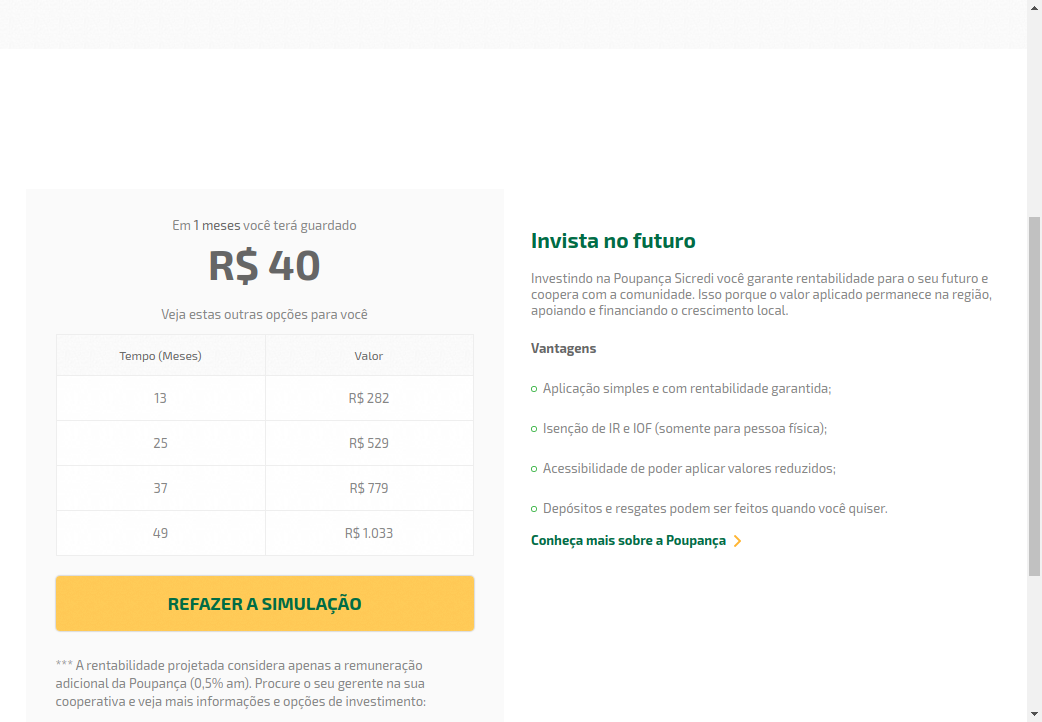 Em 1 meses você terá guardado
R$ 40
Veja estas outras opções para você
Tempo (Meses) Valor
13 R$ 282
25 R$ 529
37 R$ 779
49 R$ 1.033
REFAZER A SIMULAÇÃO
*** A rentabilidade projetada considera apenas a remuneração
adicional da Poupança (0,5% am). Procure o seu gerente na sua
cooperativa e veja mais informações e opções de investimento:
Invista no futuro
Investindo na Poupança Sicredi você garante rentabilidade para o seu futuro e
coopera com a comunidade. Isso porque o valor aplicado permanece na região,
apoiando e financiando o crescimento local.
Vantagens
Aplicação simples e com rentabilidade garantida;
Isenção de IR e IOF (somente para pessoa física);
Acessibilidade de poder aplicar valores reduzidos;
Depósitos e resgates podem ser feitos quando você quiser.
Conheça mais sobre a Poupança